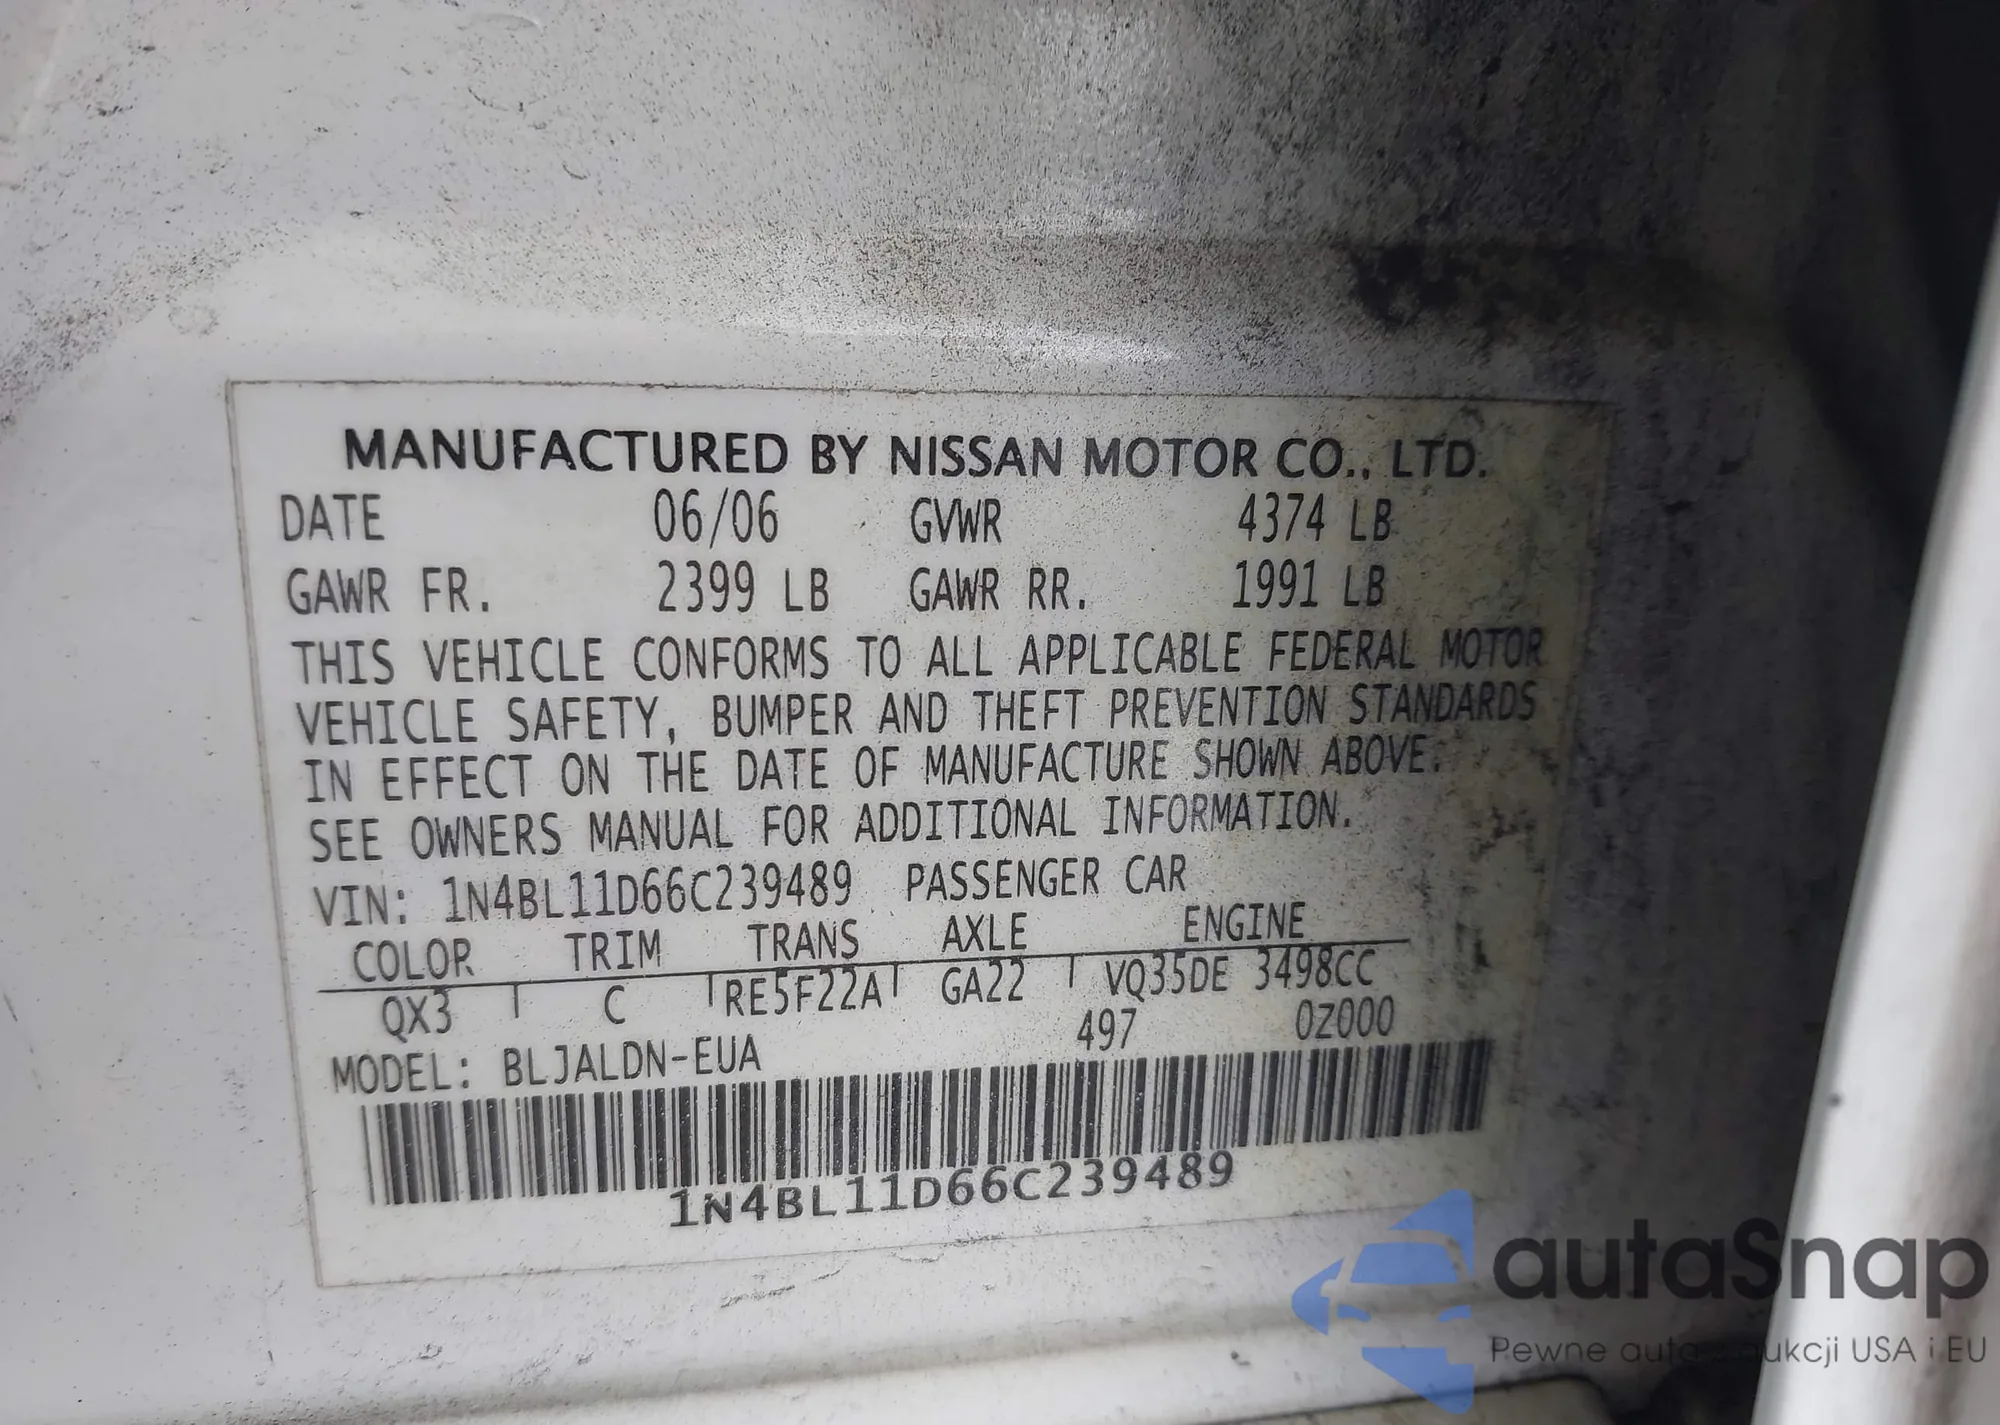 MANUFACTURED BY NISSAN MOTOR CO., LTD.
DATE 06/06 GVWR 4374 LB
GAWR FR. 2399 LB GAWR RR. 1991 LB
THIS VEHICLE CONFORMS TO ALL APPLICABLE FEDERAL MOTOR
VEHICLE SAFETY, BUMPER AND THEFT PREVENTION STANDARDS
IN EFFECT ON THE DATE OF MANUFACTURE SHOWN ABOVE.
SEE OWNERS MANUAL FOR ADDITIONAL INFORMATION.
VIN: 1N4BL11D66C239489 PASSENGER CAR
COLOR TRIM TRANS AXLE ENGINE
QX3 C RE5F22A GA22 VQ35DE 3498CC
497 0Z000
MODEL: BLJALDN-EUA
1N4BL11D66C239489
autaSnap
Pewne auta z aukcji USA i EU